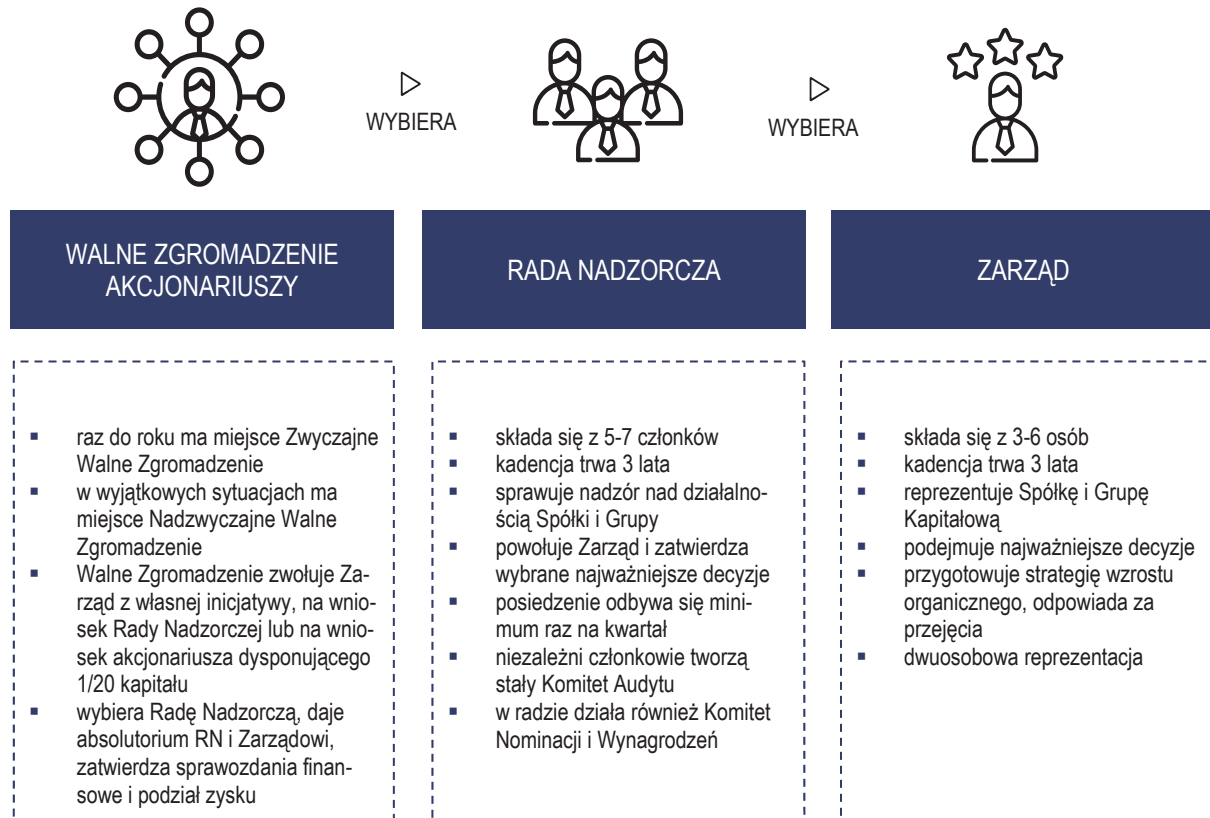 WYBIERA
WYBIERA
WALNE ZGROMADZENIE
AKCJONARIUSZY
RADA NADZORCZA
ZARZĄD
▪ raz do roku ma miejsce Zwyczajne
Walne Zgromadzenie
▪ w wyjątkowych sytuacjach ma
miejsce Nadzwyczajne Walne
Zgromadzenie
▪ Walne Zgromadzenie zwołuje Za-
rząd z własnej inicjatywy, na wnio-
sek Rady Nadzorczej lub na wnio-
sek akcjonariusza dysponującego
1/20 kapitału
▪ wybiera Radę Nadzorczą, daje
absolutorium RN i Zarządowi,
zatwierdza sprawozdania finan-
sowe i podział zysku
▪ składa się z 5-7 członków
▪ kadencja trwa 3 lata
▪ sprawuje nadzór nad działalno-
ścią Spółki i Grupy
▪ powołuje Zarząd i zatwierdza
wybrane najważniejsze decyzje
▪ posiedzenie odbywa się mini-
mum raz na kwartał
▪ niezależni członkowie tworzą
stały Komitet Audytu
▪ w radzie działa również Komitet
Nominacji i Wynagrodzeń
▪ składa się z 3-6 osób
▪ kadencja trwa 3 lata
▪ reprezentuje Spółkę i Grupę
Kapitałową
▪ podejmuje najważniejsze decyzje
▪ przygotowuje strategię wzrostu
organicznego, odpowiada za
przejęcia
▪ dwuosobowa reprezentacja